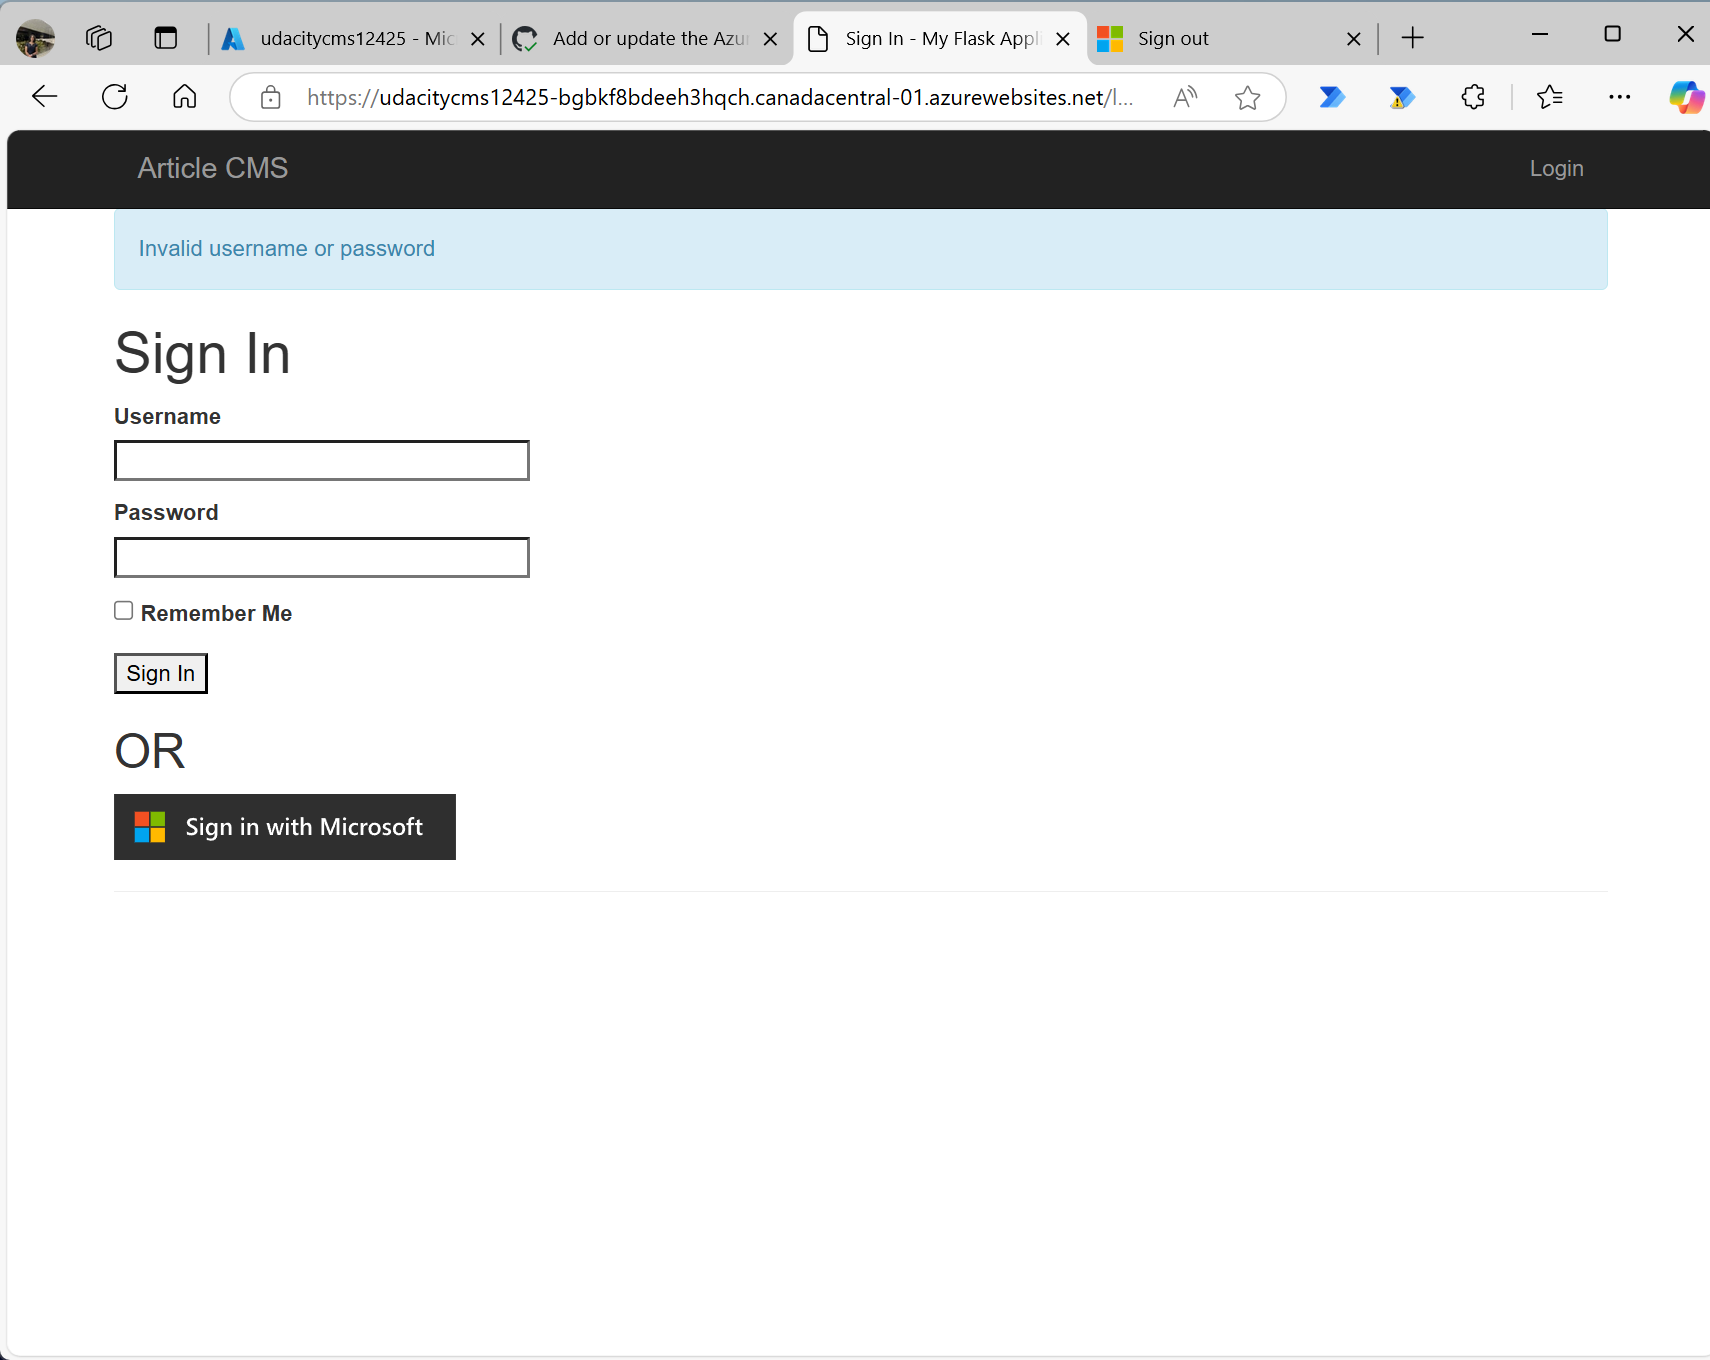 udacitycms12425 - Mic
Add or update the Azur
Sign In - My Flask Appli
Sign out
https://udacitycms12425-bgbkf8bdeeh3hqch.canadacentral-01.azurewebsites.net/l...
Article CMS
Login
Invalid username or password
Sign In
Username
Password
Remember Me
Sign In
OR
Sign in with Microsoft